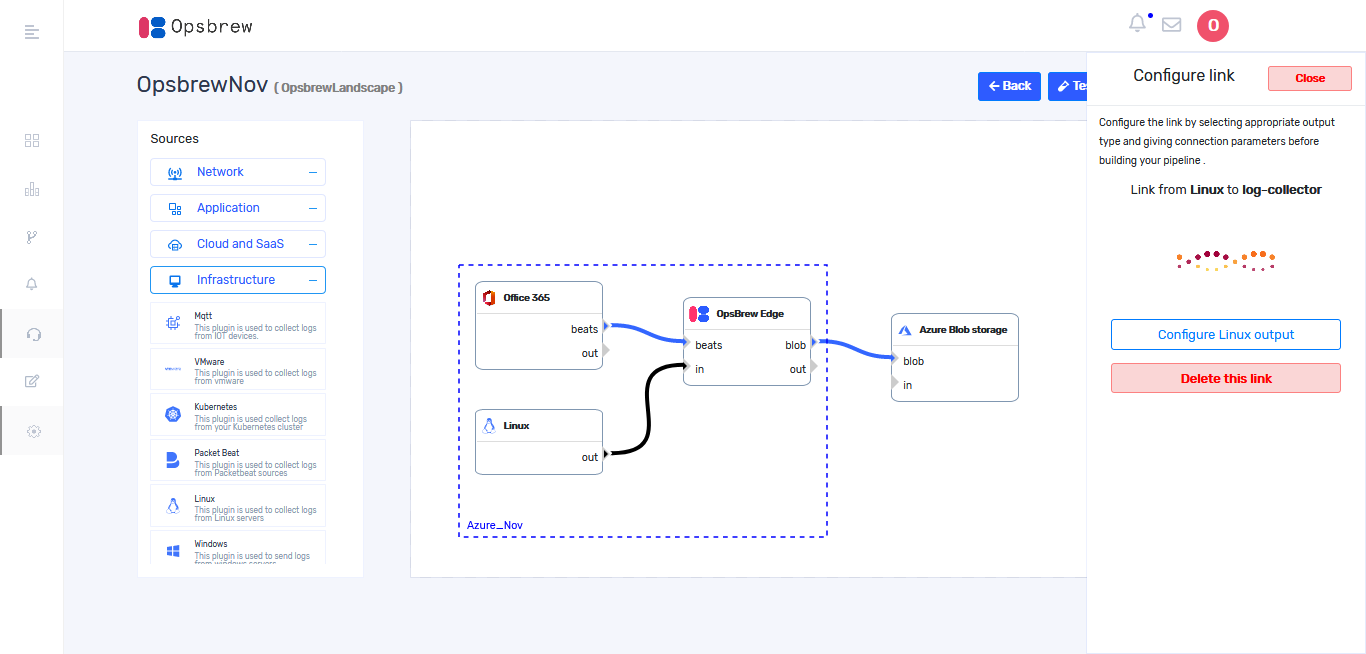 Opsbrew
O
OpsbrewNov ( OpsbrewLandscape )
Back
Tes
Sources
Network
Application
Cloud and SaaS
Infrastructure
Mqtt
This plugin is used to collect logs
from IOT devices.
VMware
This plugin is used to collect logs
from vmware
Kubernetes
This plugin is used collect logs
from your Kubernetes cluster
Packet Beat
This plugin is used to collect logs
from Packetbeat sources
Linux
This plugin is used to collect logs
from Linux servers
Windows
This plugin is used to send logs
from windows servers
Office 365
beats
out
Linux
out
OpsBrew Edge
beats
blob
in
out
Azure Blob storage
blob
in
Azure_Nov
Configure link
Close
Configure the link by selecting appropriate output
type and giving connection parameters before
building your pipeline .
Link from Linux to log-collector
Configure Linux output
Delete this link